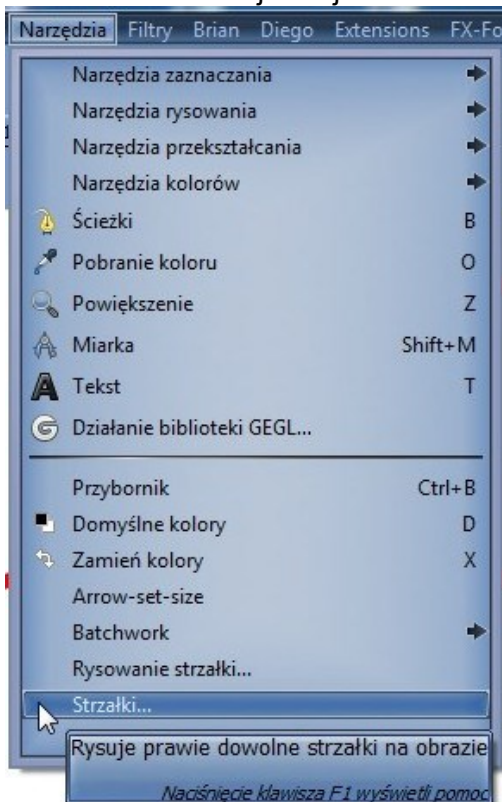 Narzędzia Filtry Brian Diego Extensions FX-Fo
Narzędzia zaznaczania
Narzędzia rysowania
Narzędzia przekształcania
Narzędzia kolorów
Ścieżki B
Pobranie koloru O
Powiększenie Z
Miarka Shift+M
Tekst T
Działanie biblioteki GEGL...
Przybornik Ctrl+B
Domyślne kolory D
Zamień kolory X
Arrow-set-size
Batchwork
Rysowanie strzałki...
Strzałki...
Rysuje prawie dowolne strzałki na obrazie
Naciśnięcie klawisza F1 wyświetli pomoc